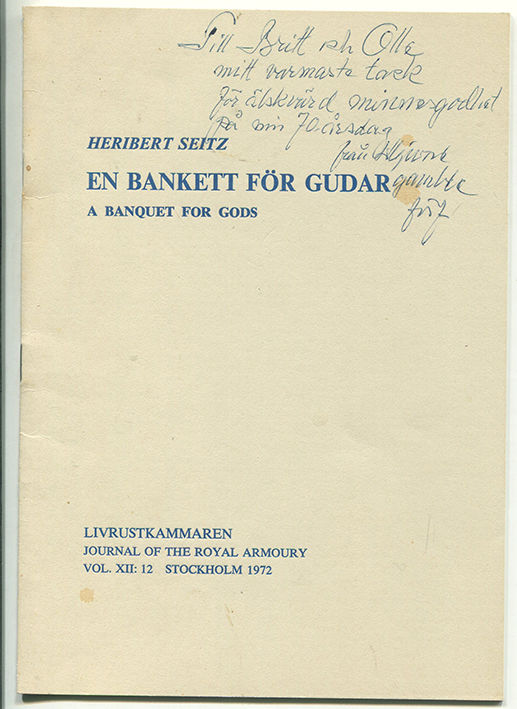 Till Britt och Olle
mitt varmaste tack
för älskvärd minnesgodhet
på min 70 årsdag
från
gamble
HERIBERT SEITZ
EN BANKETT FÖR GUDAR
A BANQUET FOR GODS
LIVRUSTKAMMAREN
JOURNAL OF THE ROYAL ARMOURY
VOL. XII: 12 STOCKHOLM 1972